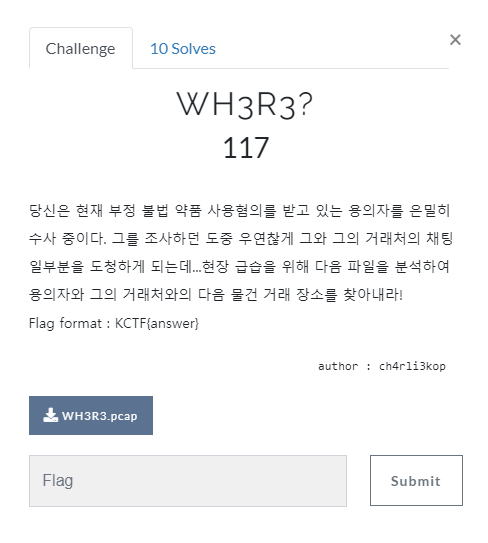 Challenge
10 Solves
×
WH3R3?
117
당신은 현재 부정 불법 약품 사용혐의를 받고 있는 용의자를 은밀히
수사 중이다. 그를 조사하던 도중 우연찮게 그와 그의 거래처의 채팅
일부분을 도청하게 되는데...현장 급습을 위해 다음 파일을 분석하여
용의자와 그의 거래처와의 다음 물건 거래 장소를 찾아내라!
Flag format : KCTF{answer}
author : ch4rli3kop
WH3R3.pcap
Flag
Submit